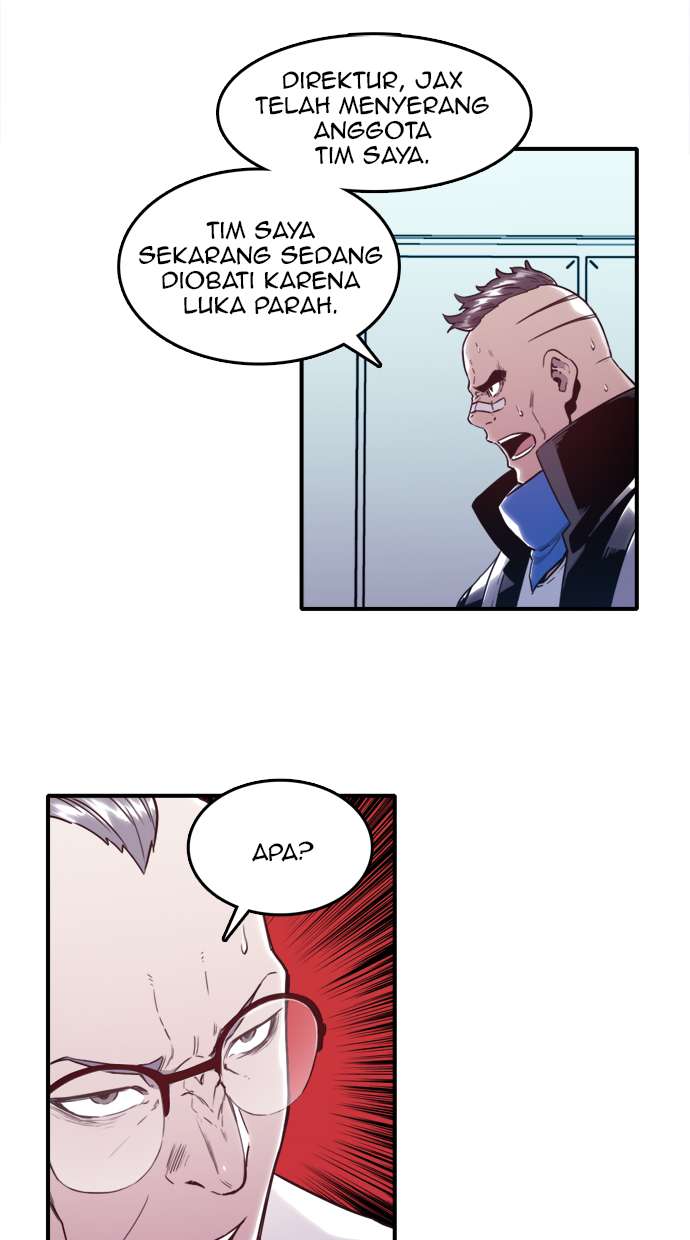 DIREKTUR, JAX
TELAH MENYERANG
ANGGOTA
TIM SAYA.
TIM SAYA
SEKARANG SEDANG
DIOBATI KARENA
LUKA PARAH.
APA?